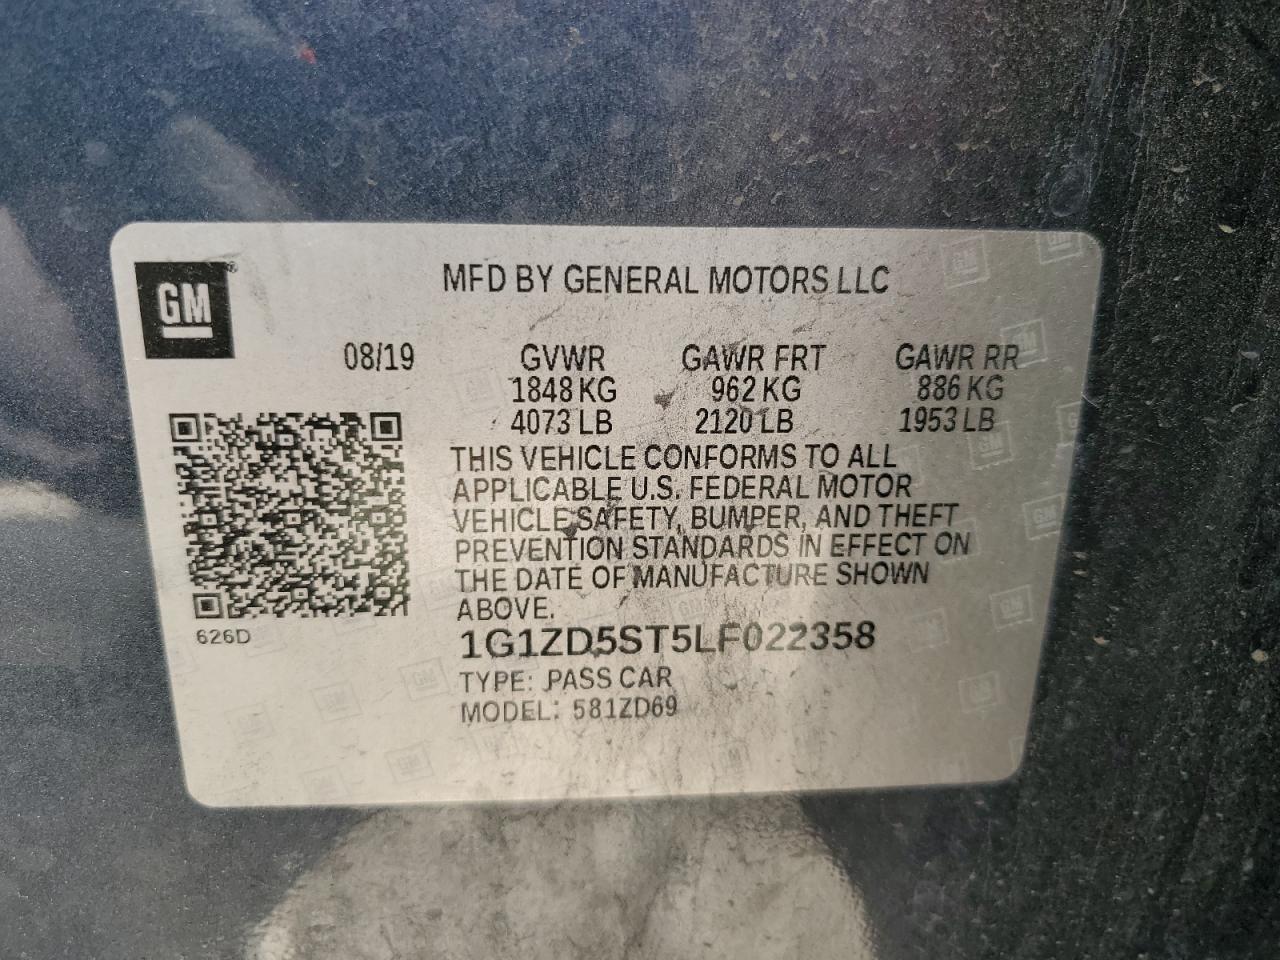 GM
MFD BY GENERAL MOTORS LLC
08/19 GVWR GAWR FRT GAWR RR
1848 KG 962 KG 886 KG
4073 LB 2120 LB 1953 LB
THIS VEHICLE CONFORMS TO ALL
APPLICABLE U.S. FEDERAL MOTOR
VEHICLE SAFETY, BUMPER, AND THEFT
PREVENTION STANDARDS IN EFFECT ON
THE DATE OF MANUFACTURE SHOWN
ABOVE.
626D
1G1ZD5ST5LF022358
TYPE: PASS CAR
MODEL: 581ZD69